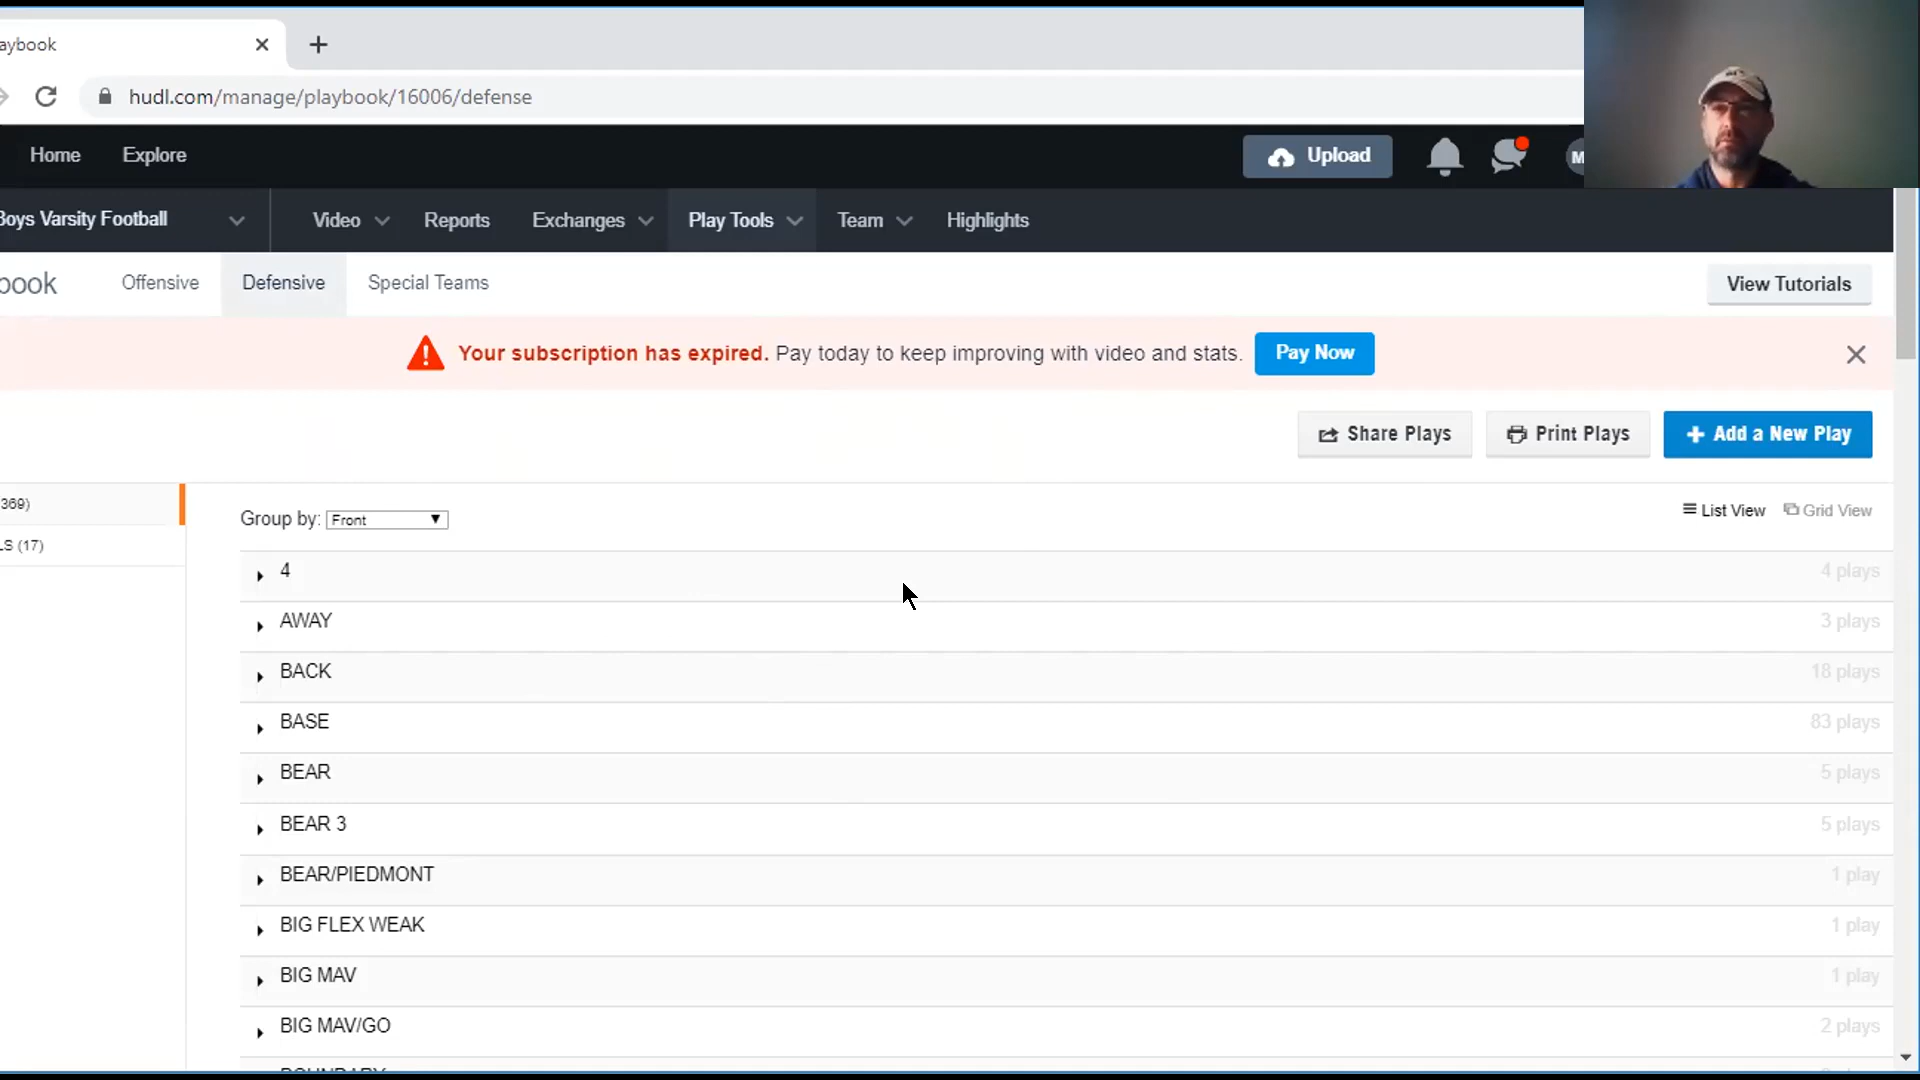 aybook
hudl.com/manage/playbook/16006/defense
Home Explore Upload M
Boys Varsity Football Video Reports Exchanges Play Tools Team Highlights
book Offensive Defensive Special Teams View Tutorials
Your subscription has expired. Pay today to keep improving with video and stats. Pay Now
Share Plays Print Plays + Add a New Play
369)
Group by: Front List View Grid View
LS (17)
4 4 plays
AWAY 3 plays
BACK 18 plays
BASE 83 plays
BEAR 5 plays
BEAR 3 5 plays
BEAR/PIEDMONT 1 play
BIG FLEX WEAK 1 play
BIG MAV 1 play
BIG MAV/GO 2 plays
BOUNDARY